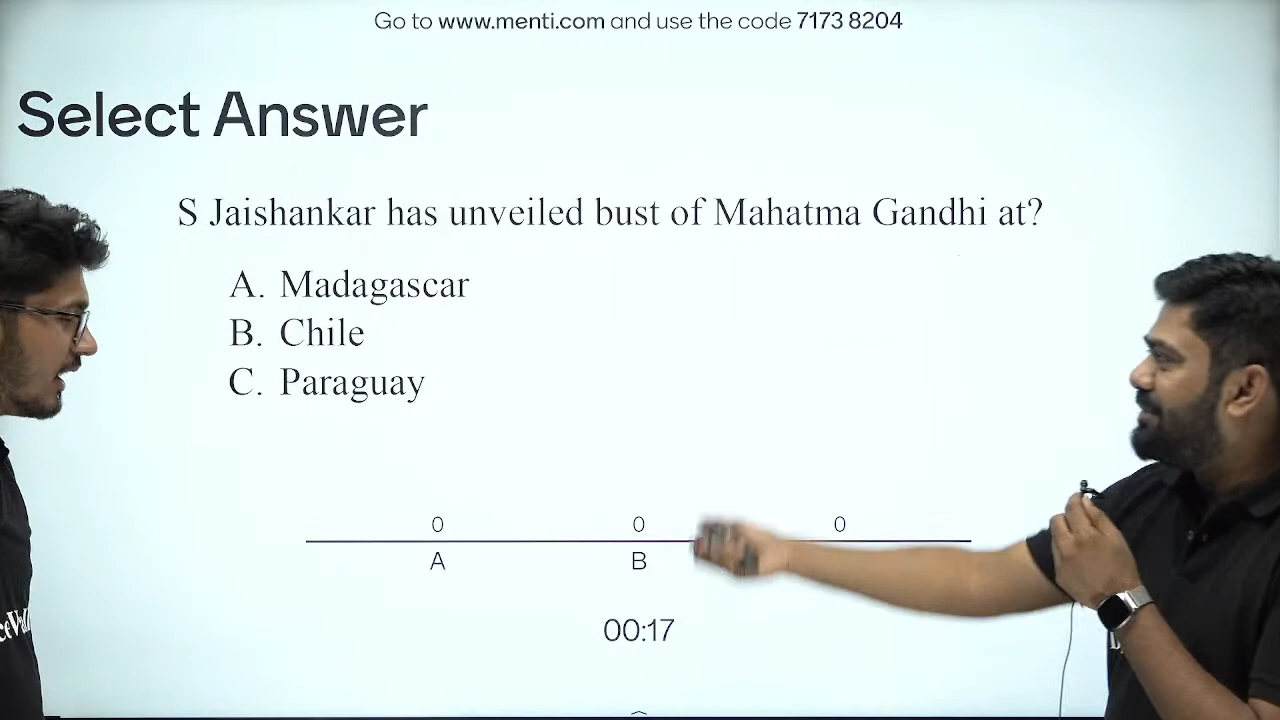 Go to www.menti.com and use the code 7173 8204
Select Answer
S Jaishankar has unveiled bust of Mahatma Gandhi at?
A. Madagascar
B. Chile
C. Paraguay
0 0 0
A B
00:17